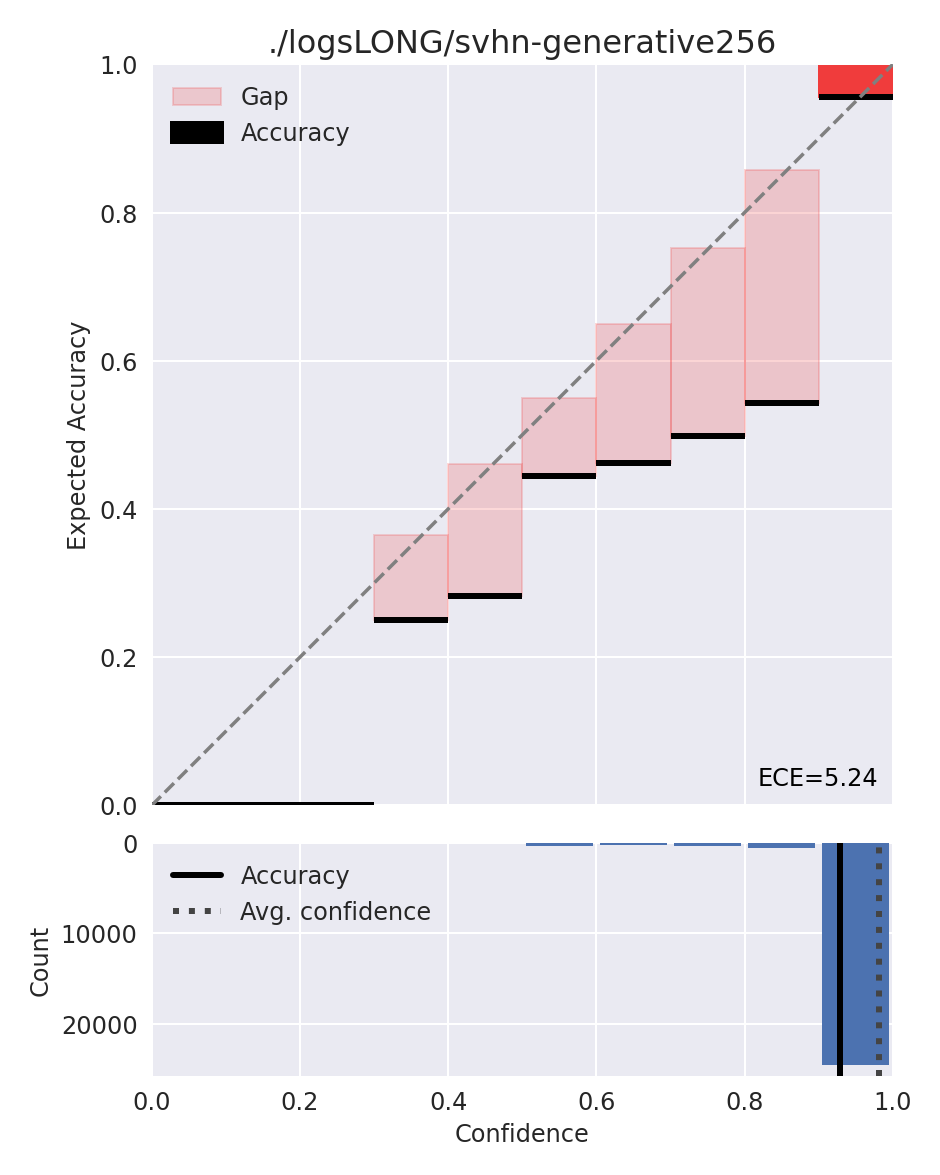 ./logsLONG/svhn-generative256
1.0
Gap
Accuracy
0.8
0.6
Expected Accuracy
0.4
0.2
ECE=5.24
0.0
0
Accuracy
Avg. confidence
10000
Count
20000
0.0 0.2 0.4 0.6 0.8 1.0
Confidence